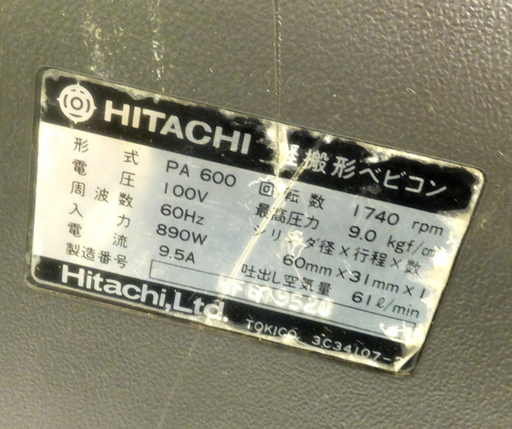 HITACHI 軽搬形ベビコン
形 式 PA 600 回転数 1740 rpm
電 圧 100V 最高圧力 9.0 kgf/cm
周波数 60Hz シリンダ径×行程×数
入 力 890W 60mm×31mm×1
電 流 9.5A 吐出し空気量 61ℓ/min
製造番号
Hitachi,Ltd. TOKICO 3C34107-